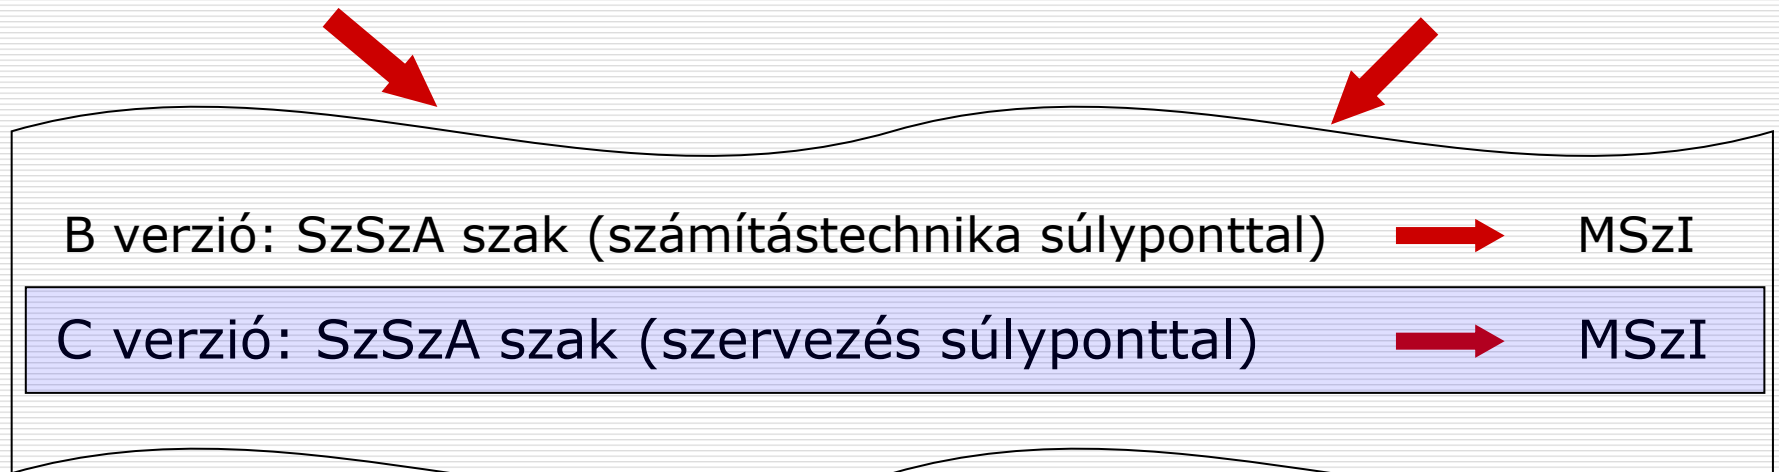 B verzió: SzSzA szak (számítástechnika súlyponttal) MSzI
C verzió: SzSzA szak (szervezés súlyponttal) MSzI